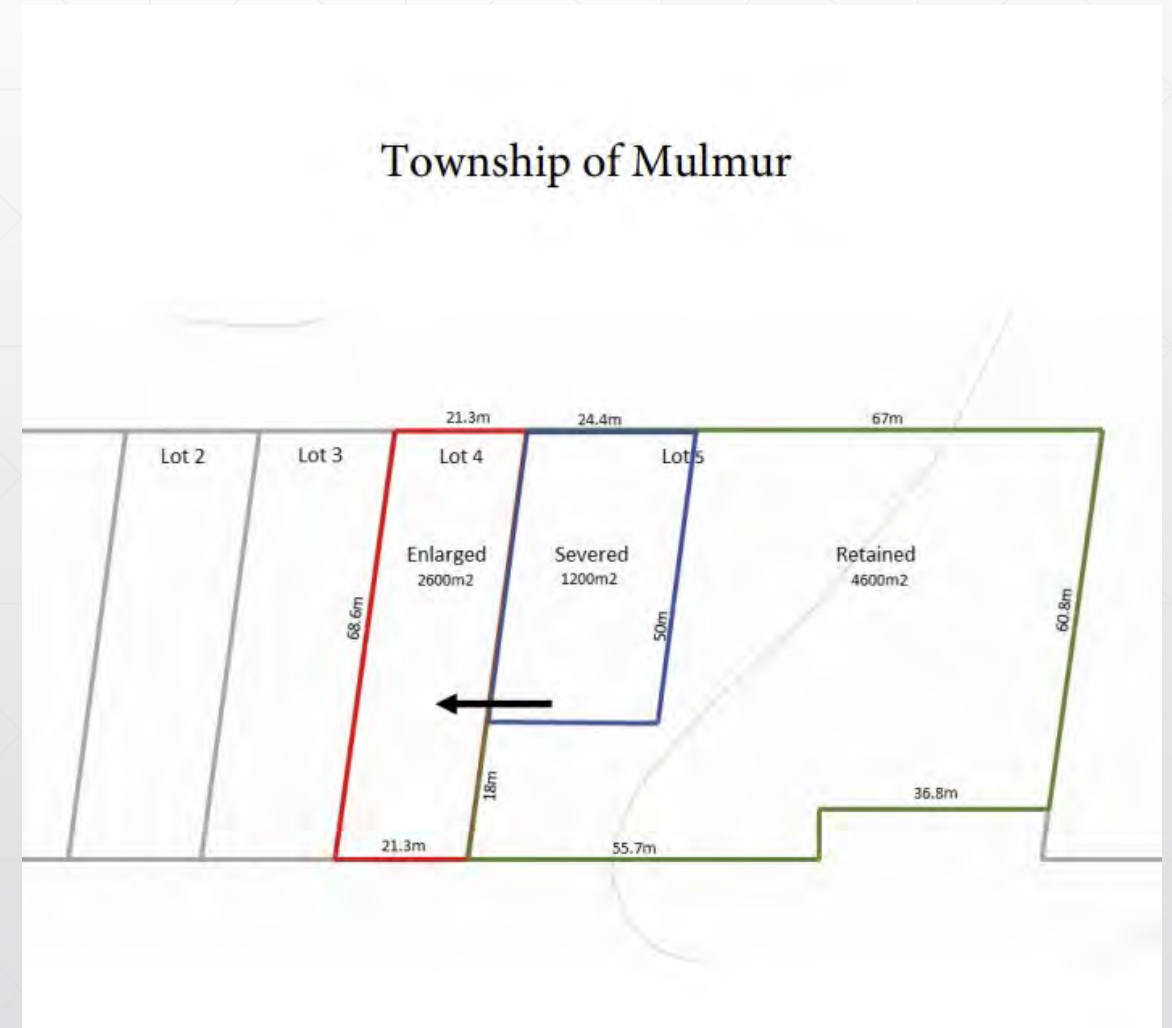 Township of Mulmur
21.3m
24.4m
67m
Lot 2
Lot 3
Lot 4
Lot 5
Enlarged
2600m2
Severed
1200m2
Retained
4600m2
68.6m
50m
60.8m
18m
36.8m
21.3m
55.7m